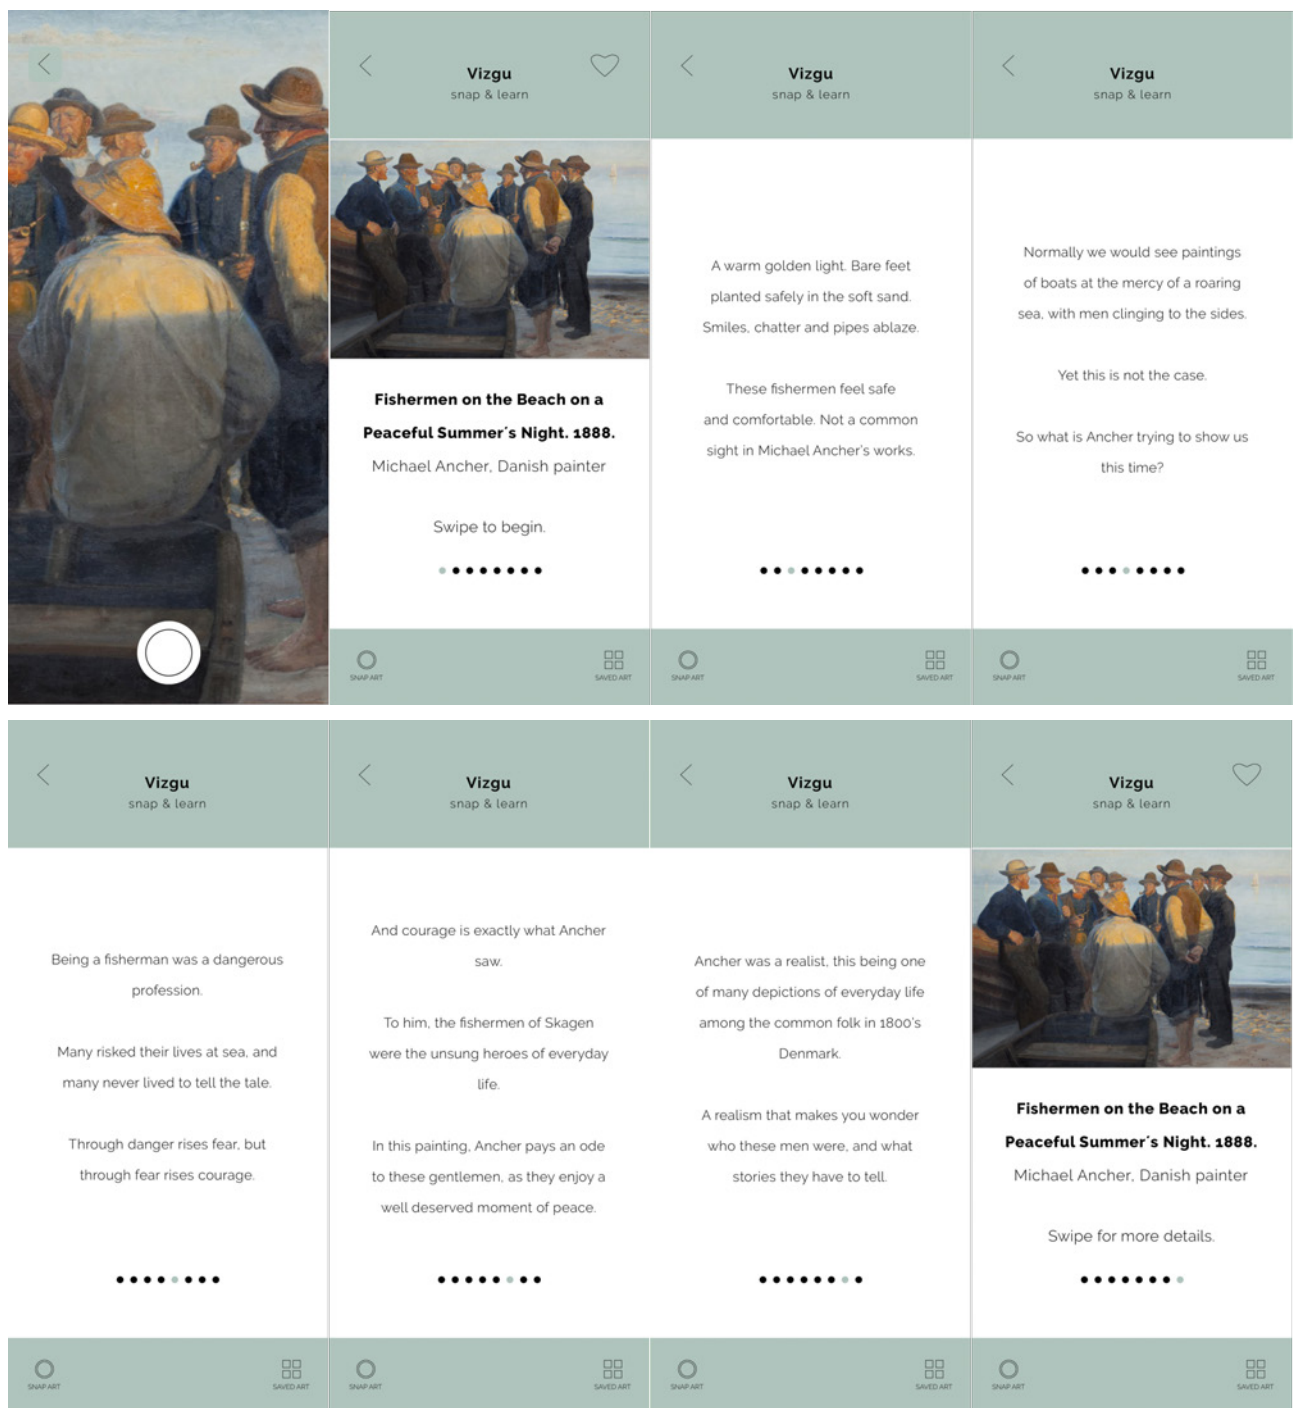 Vizgu
snap & learn
Fishermen on the Beach on a
Peaceful Summer´s Night. 1888.
Michael Ancher, Danish painter
Swipe to begin.
SNAP ART
SAVED ART
Vizgu
snap & learn
A warm golden light. Bare feet
planted safely in the soft sand.
Smiles, chatter and pipes ablaze.
These fishermen feel safe
and comfortable. Not a common
sight in Michael Ancher's works.
SNAP ART
SAVED ART
Vizgu
snap & learn
Normally we would see paintings
of boats at the mercy of a roaring
sea, with men clinging to the sides.
Yet this is not the case.
So what is Ancher trying to show us
this time?
SNAP ART
SAVED ART
Vizgu
snap & learn
Being a fisherman was a dangerous
profession.
Many risked their lives at sea, and
many never lived to tell the tale.
Through danger rises fear, but
through fear rises courage.
SNAP ART
SAVED ART
Vizgu
snap & learn
And courage is exactly what Ancher
saw.
To him, the fishermen of Skagen
were the unsung heroes of everyday
life.
In this painting, Ancher pays an ode
to these gentlemen, as they enjoy a
well deserved moment of peace.
SNAP ART
SAVED ART
Vizgu
snap & learn
Ancher was a realist, this being one
of many depictions of everyday life
among the common folk in 1800's
Denmark.
A realism that makes you wonder
who these men were, and what
stories they have to tell.
SNAP ART
SAVED ART
Vizgu
snap & learn
Fishermen on the Beach on a
Peaceful Summer´s Night. 1888.
Michael Ancher, Danish painter
Swipe for more details.
SNAP ART
SAVED ART